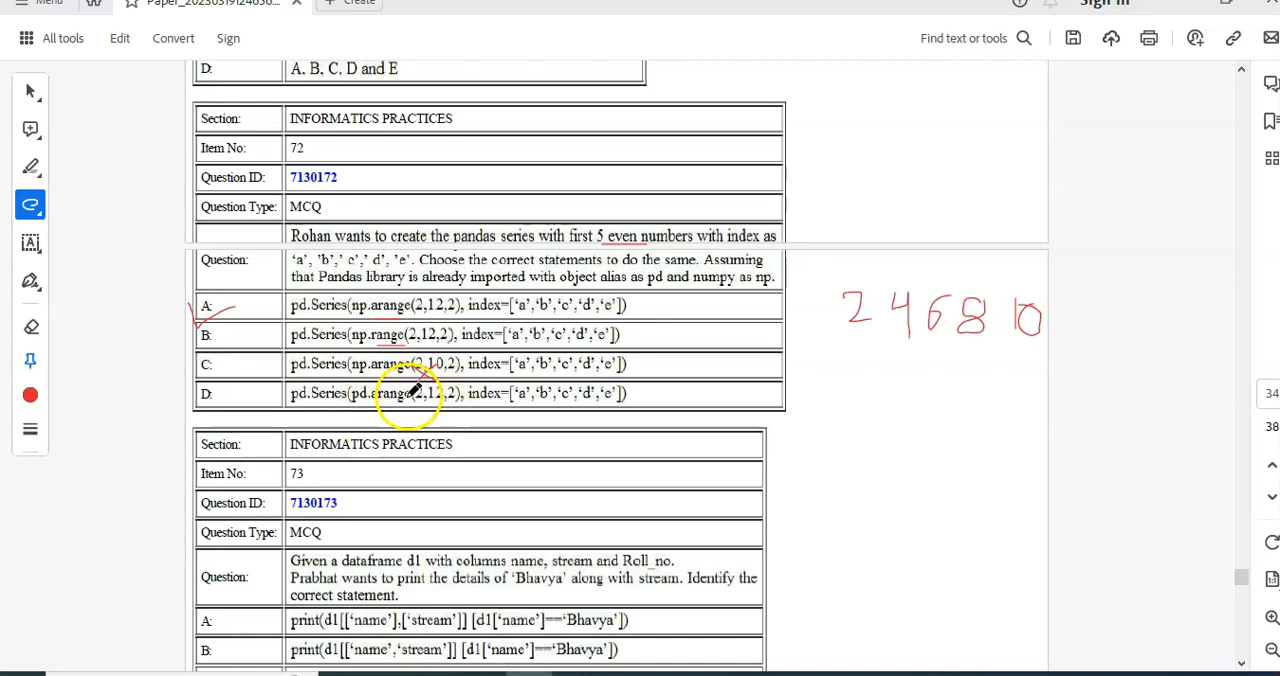 Menu
Paper_20230319124636...
Create
Sign in
All tools
Edit
Convert
Sign
Find text or tools
D: A, B, C, D and E
Section: INFORMATICS PRACTICES
Item No: 72
Question ID: 7130172
Question Type: MCQ
Rohan wants to create the pandas series with first 5 even numbers with index as
Question: ‘a’, ’b’,’ c’,’ d’, ’e’. Choose the correct statements to do the same. Assuming
that Pandas library is already imported with object alias as pd and numpy as np.
A: pd.Series(np.arange(2,12,2), index=[‘a’,‘b’,‘c’,‘d’,‘e’])
2 4 6 8 10
B: pd.Series(np.range(2,12,2), index=[‘a’,‘b’,‘c’,‘d’,‘e’])
C: pd.Series(np.arange(2,10,2), index=[‘a’,‘b’,‘c’,‘d’,‘e’])
D: pd.Series(pd.arange(2,12,2), index=[‘a’,‘b’,‘c’,‘d’,‘e’])
34
38
Section: INFORMATICS PRACTICES
Item No: 73
Question ID: 7130173
Question Type: MCQ
Given a dataframe d1 with columns name, stream and Roll_no.
Question: Prabhat wants to print the details of ‘Bhavya’ along with stream. Identify the
correct statement.
A: print(d1[[‘name’].[‘stream’]] [d1[‘name’]==‘Bhavya’])
B: print(d1[[‘name’,‘stream’]] [d1[‘name’]==‘Bhavya’])